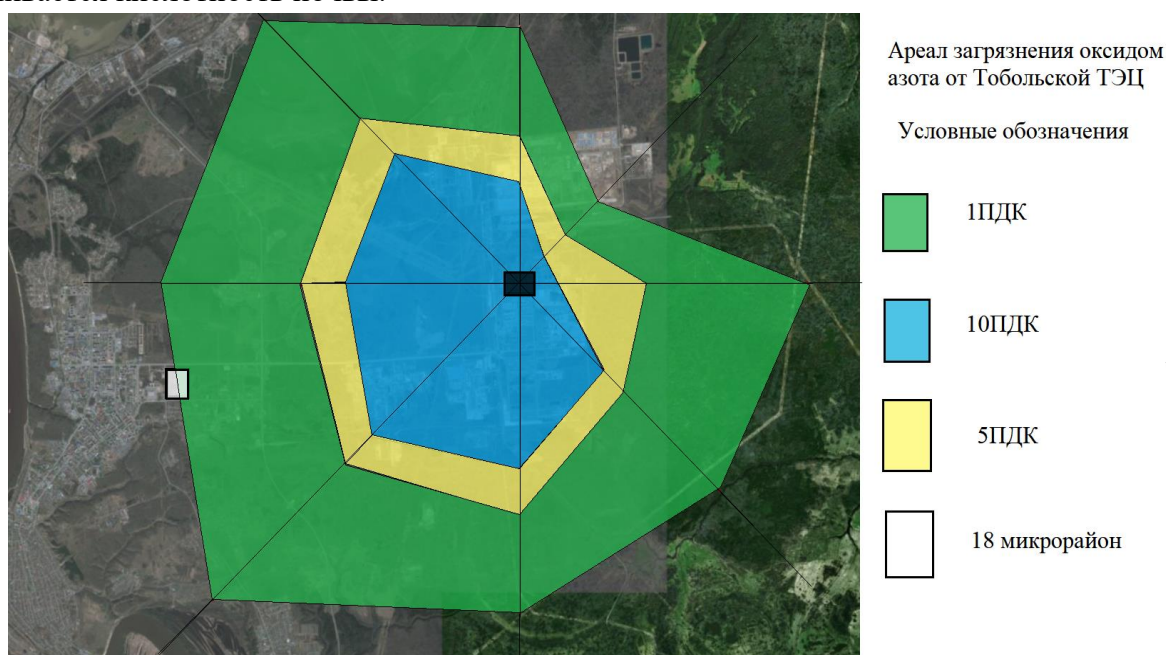 Ареал загрязнения оксидом
азота от Тобольской ТЭЦ
Условные обозначения
1ПДК
10ПДК
5ПДК
18 микрорайон